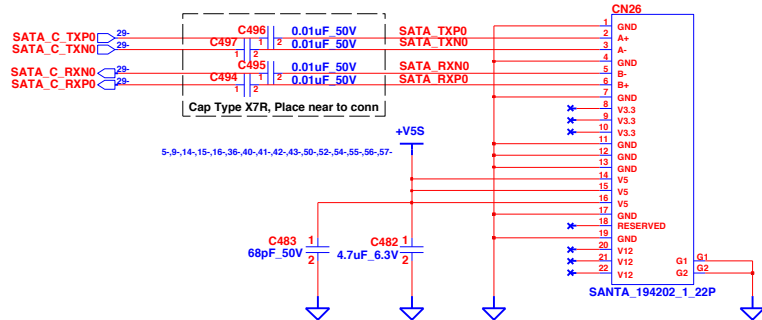 CN26
SATA_C_TXP0 29- C496 0.01uF_50V SATA_TXP0 1 GND
SATA_C_TXN0 29- C497 1 2 0.01uF_50V SATA_TXN0 2 A+
1 2 3 A-
4 GND
SATA_C_RXN0 29- C495 0.01uF_50V SATA_RXN0 5 B-
SATA_C_RXP0 29- C494 1 2 0.01uF_50V SATA_RXP0 6 B+
1 2 7 GND
Cap Type X7R, Place near to conn 8 V3.3
9 V3.3
10 V3.3
+V5S 11 GND
12 GND
5-,9-,14-,15-,16-,36-,40-,41-,42-,43-,50-,52-,54-,55-,56-,57- 13 GND
14 V5
15 V5
16 V5
17 GND
18 RESERVED
C483 1 C482 1 19 GND
68pF_50V 2 4.7uF_6.3V 2 20 V12
21 V12 G1 G1
22 V12 G2 G2
SANTA_194202_1_22P